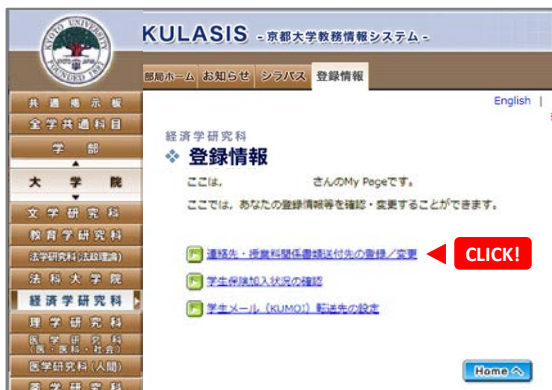 KYOTO UNIVERSITY
FOUNDED 1897
KULASIS -京都大学教務情報システム-
部局ホーム お知らせ シラバス 登録情報
English |
共通掲示板
全学共通科目
学部
大学院
文学研究科
教育学研究科
法学研究科(法政理論)
法科大学院
経済学研究科
理学研究科
医学研究科
(医・医科・社会)
医学研究科(人間)
薬学研究科
経済学研究科
登録情報
ここは、 さんのMy Pageです。
ここでは、あなたの登録情報等を確認・変更することができます。
連絡先・授業料関係書類送付先の登録/変更
CLICK!
学生保険加入状況の確認
学生メール(KUMOI)転送先の設定
Home